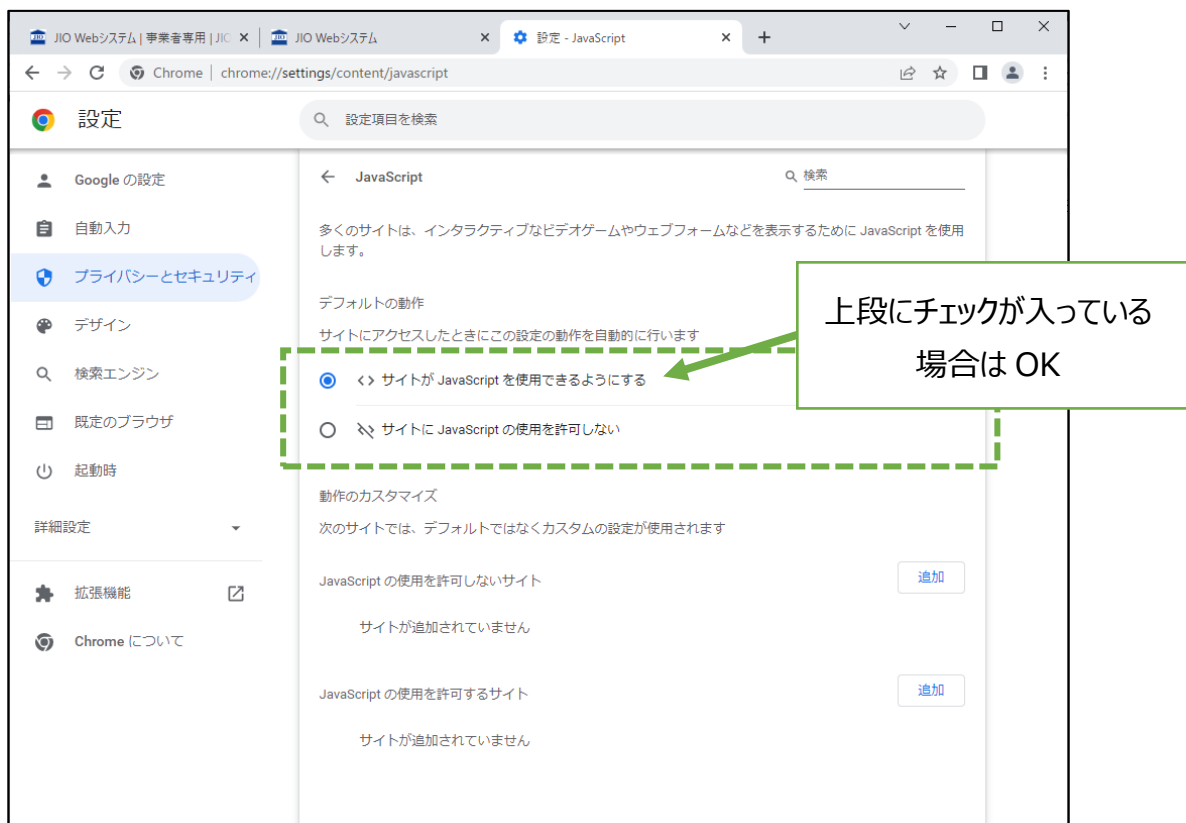 JIO Webシステム | 事業者専用 | JIO
JIO Webシステム
設定 - JavaScript
Chrome | chrome://settings/content/javascript
設定
設定項目を検索
Google の設定
自動入力
プライバシーとセキュリティ
デザイン
検索エンジン
既定のブラウザ
起動時
詳細設定
拡張機能
Chrome について
JavaScript
検索
多くのサイトは、インタラクティブなビデオゲームやウェブフォームなどを表示するために JavaScript を使用
します。
デフォルトの動作
サイトにアクセスしたときにこの設定の動作を自動的に行います
サイトが JavaScript を使用できるようにする
サイトに JavaScript の使用を許可しない
上段にチェックが入っている
場合は OK
動作のカスタマイズ
次のサイトでは、デフォルトではなくカスタムの設定が使用されます
JavaScript の使用を許可しないサイト
追加
サイトが追加されていません
JavaScript の使用を許可するサイト
追加
サイトが追加されていません